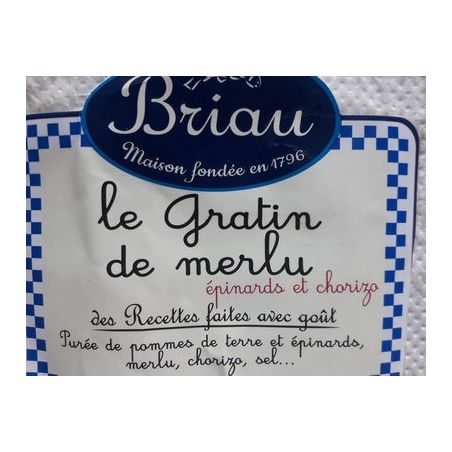 Briau
Maison fondée en 1796
le Gratin
de merlu
épinards et chorizo
des Recettes faites avec goût
Purée de pommes de terre et épinards,
merlu, chorizo, sel...